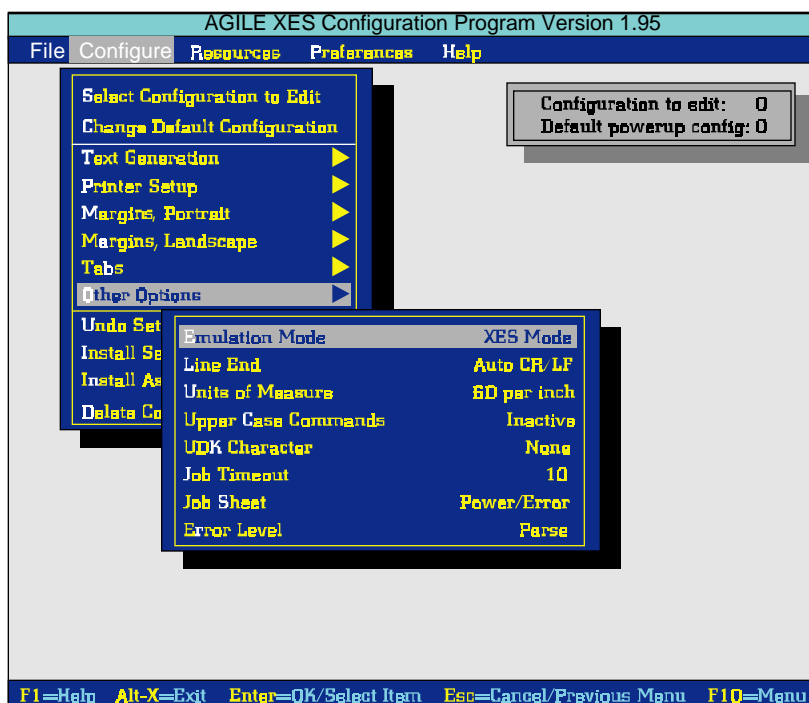 AGILE XES Configuration Program Version 1.95
File Configure Resources Preferences Help
Select Configuration to Edit
Change Default Configuration
Text Generation
Printer Setup
Margins, Portrait
Margins, Landscape
Tabs
Other Options
Undo Set
Install Se
Install As
Delete Co
Configuration to edit: 0
Default powerup config: 0
Emulation Mode XES Mode
Line End Auto CR/LF
Units of Measure 60 per inch
Upper Case Commands Inactive
UDK Character None
Job Timeout 10
Job Sheet Power/Error
Error Level Parse
F1=Help Alt-X=Exit Enter=OK/Select Item Esc=Cancel/Previous Menu F10=Menu